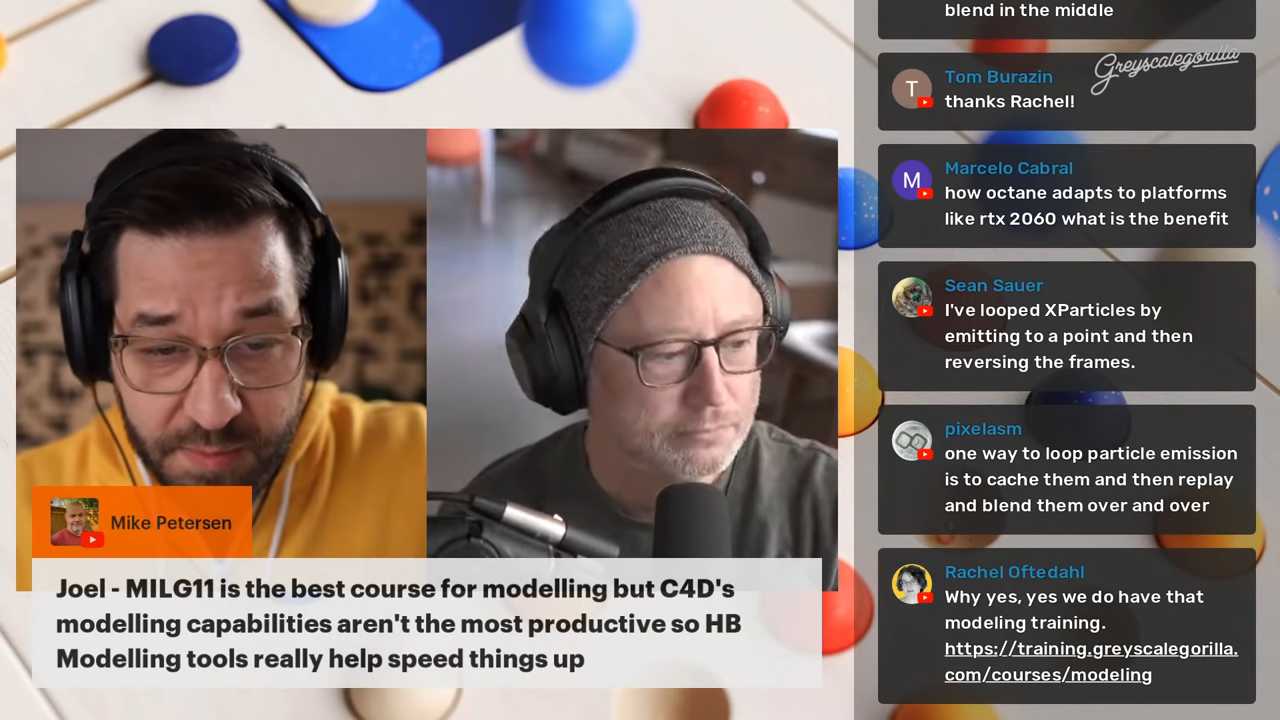 blend in the middle
Greyscalegorilla
T
Tom Burazin
thanks Rachel!
M
Marcelo Cabral
how octane adapts to platforms
like rtx 2060 what is the benefit
Sean Sauer
I've looped XParticles by
emitting to a point and then
reversing the frames.
pixelasm
one way to loop particle emission
is to cache them and then replay
and blend them over and over
Rachel Oftedahl
Why yes, yes we do have that
modeling training.
https://training.greyscalegorilla.
com/courses/modeling
Mike Petersen
Joel - MILG11 is the best course for modelling but C4D's
modelling capabilities aren't the most productive so HB
Modelling tools really help speed things up